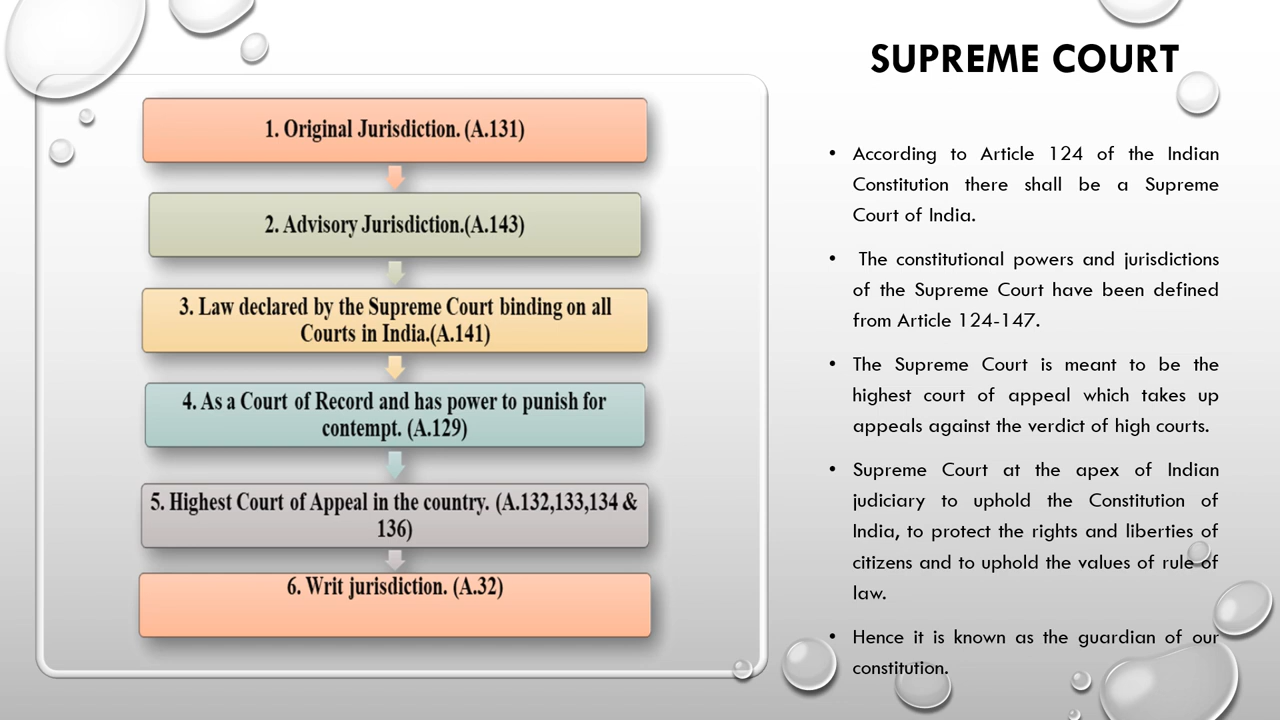 SUPREME COURT
1. Original Jurisdiction. (A.131)
2. Advisory Jurisdiction.(A.143)
3. Law declared by the Supreme Court binding on all
Courts in India.(A.141)
4. As a Court of Record and has power to punish for
contempt. (A.129)
5. Highest Court of Appeal in the country. (A.132,133,134 &
136)
6. Writ jurisdiction. (A.32)
• According to Article 124 of the Indian
Constitution there shall be a Supreme
Court of India.
• The constitutional powers and jurisdictions
of the Supreme Court have been defined
from Article 124-147.
• The Supreme Court is meant to be the
highest court of appeal which takes up
appeals against the verdict of high courts.
• Supreme Court at the apex of Indian
judiciary to uphold the Constitution of
India, to protect the rights and liberties of
citizens and to uphold the values of rule of
law.
• Hence it is known as the guardian of our
constitution.